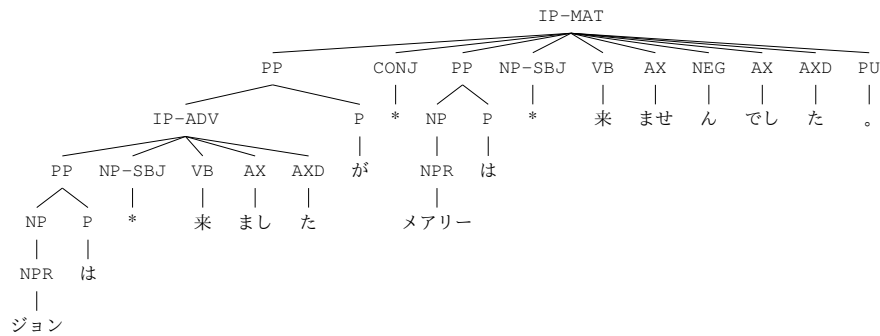 IP-MAT
PP CONJ PP NP-SBJ VB AX NEG AX AXD PU
IP-ADV P * NP P * 来 ませ ん でし た 。
PP NP-SBJ VB AX AXD が NPR は
NP P * 来 まし た メアリー
NPR は
ジョン